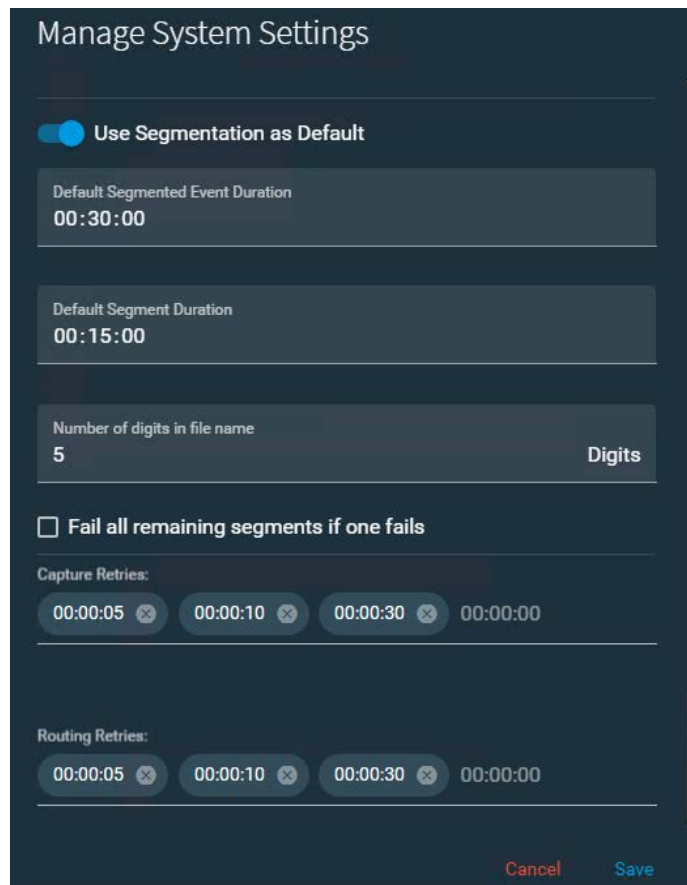 Manage System Settings
Use Segmentation as Default
Default Segmented Event Duration
00:30:00
Default Segment Duration
00:15:00
Number of digits in file name
5 Digits
Fail all remaining segments if one fails
Capture Retries:
00:00:05 00:00:10 00:00:30 00:00:00
Routing Retries:
00:00:05 00:00:10 00:00:30 00:00:00
Cancel Save